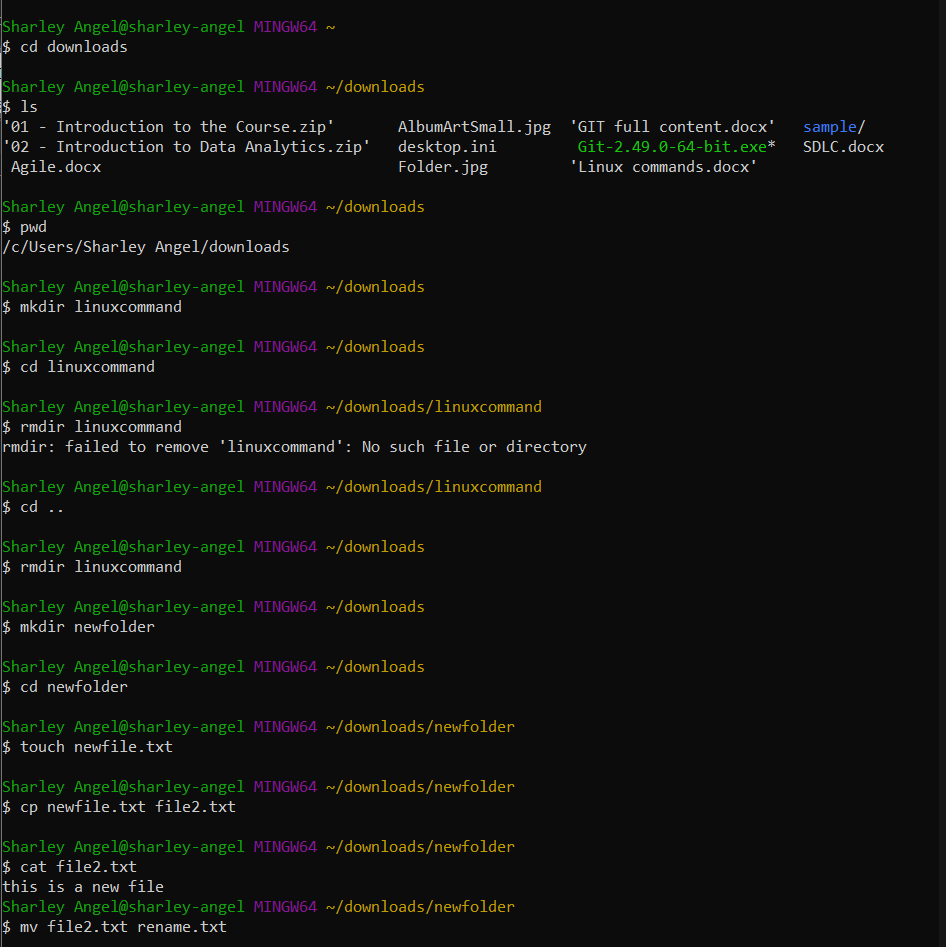 Sharley Angel@sharley-angel MINGW64 ~
$ cd downloads
Sharley Angel@sharley-angel MINGW64 ~/downloads
$ ls
'01 - Introduction to the Course.zip' AlbumArtSmall.jpg 'GIT full content.docx' sample/
'02 - Introduction to Data Analytics.zip' desktop.ini Git-2.49.0-64-bit.exe* SDLC.docx
Agile.docx Folder.jpg 'Linux commands.docx'
Sharley Angel@sharley-angel MINGW64 ~/downloads
$ pwd
/c/Users/Sharley Angel/downloads
Sharley Angel@sharley-angel MINGW64 ~/downloads
$ mkdir linuxcommand
Sharley Angel@sharley-angel MINGW64 ~/downloads
$ cd linuxcommand
Sharley Angel@sharley-angel MINGW64 ~/downloads/linuxcommand
$ rmdir linuxcommand
rmdir: failed to remove 'linuxcommand': No such file or directory
Sharley Angel@sharley-angel MINGW64 ~/downloads/linuxcommand
$ cd ..
Sharley Angel@sharley-angel MINGW64 ~/downloads
$ rmdir linuxcommand
Sharley Angel@sharley-angel MINGW64 ~/downloads
$ mkdir newfolder
Sharley Angel@sharley-angel MINGW64 ~/downloads
$ cd newfolder
Sharley Angel@sharley-angel MINGW64 ~/downloads/newfolder
$ touch newfile.txt
Sharley Angel@sharley-angel MINGW64 ~/downloads/newfolder
$ cp newfile.txt file2.txt
Sharley Angel@sharley-angel MINGW64 ~/downloads/newfolder
$ cat file2.txt
this is a new file
Sharley Angel@sharley-angel MINGW64 ~/downloads/newfolder
$ mv file2.txt rename.txt